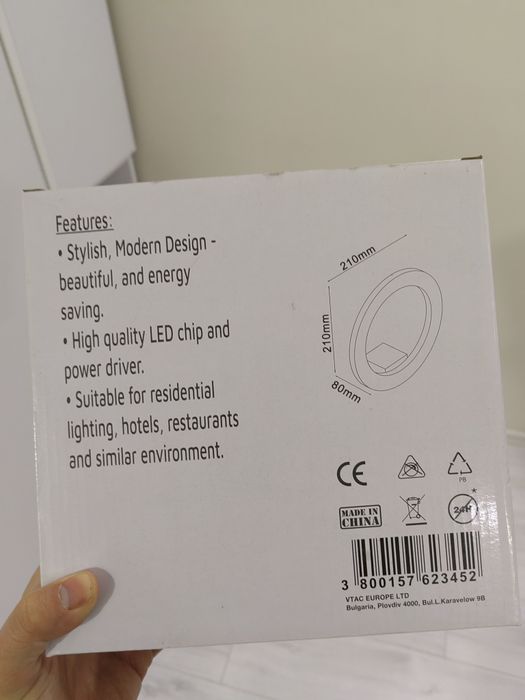 Features:
• Stylish, Modern Design -
beautiful, and energy
saving.
• High quality LED chip and
power driver.
• Suitable for residential
lighting, hotels, restaurants
and similar environment.
210mm
210mm
80mm
CE
PB
MADE IN
CHINA
24H
*
3 800157 623452
VTAC EUROPE LTD
Bulgaria, Plovdiv 4000, Bul.L.Karavelow 9B